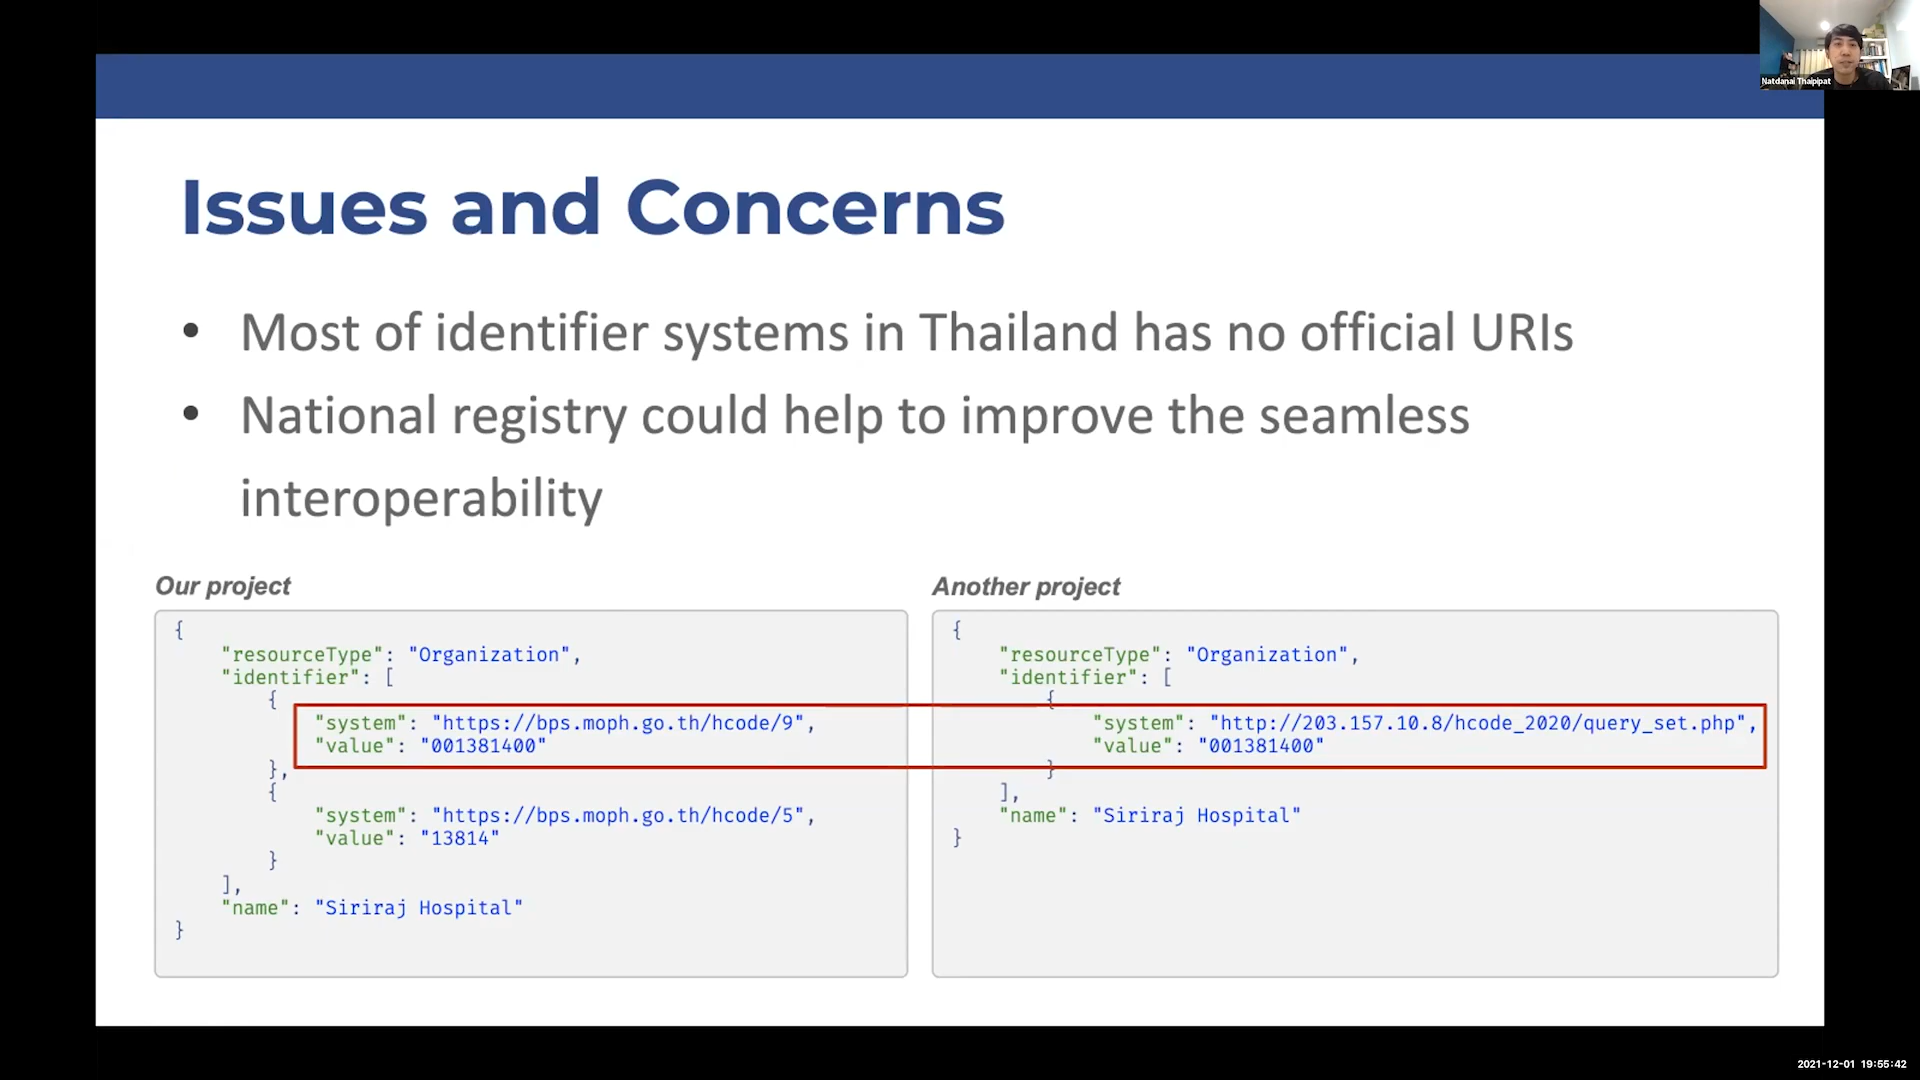 Natdanai Thaipipat
Issues and Concerns
• Most of identifier systems in Thailand has no official URIs
• National registry could help to improve the seamless
interoperability
Our project
{
"resourceType": "Organization",
"identifier": [
{
"system": "https://bps.moph.go.th/hcode/9",
"value": "001381400"
},
{
"system": "https://bps.moph.go.th/hcode/5",
"value": "13814"
}
],
"name": "Siriraj Hospital"
}
Another project
{
"resourceType": "Organization",
"identifier": [
{
"system": "http://203.157.10.8/hcode_2020/query_set.php",
"value": "001381400"
}
],
"name": "Siriraj Hospital"
}
2021-12-01 19:55:42